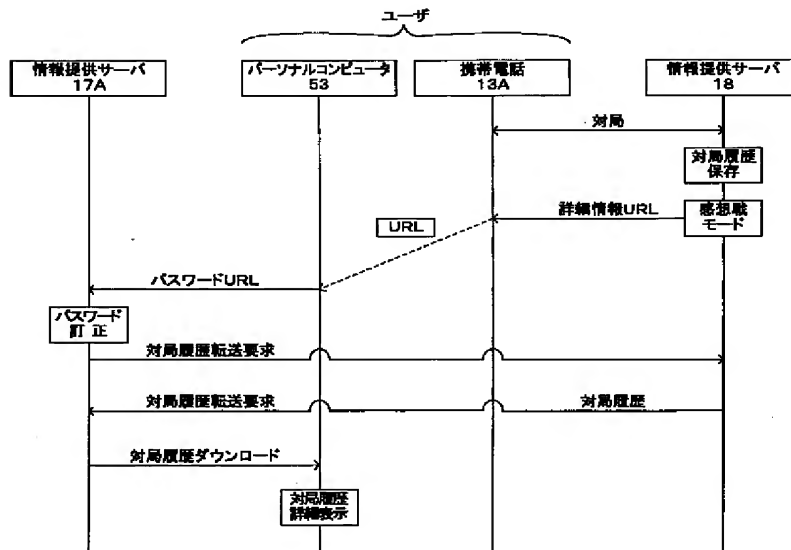 ユーザ
情報提供サーバ
17A
パーソナルコンピュータ
53
携帯電話
13A
情報提供サーバ
18
対局
対局履歴
保存
詳細情報URL
感想戦
モード
URL
パスワードURL
パスワード
訂正
対局履歴転送要求
対局履歴転送要求
対局履歴
対局履歴ダウンロード
対局履歴
詳細表示